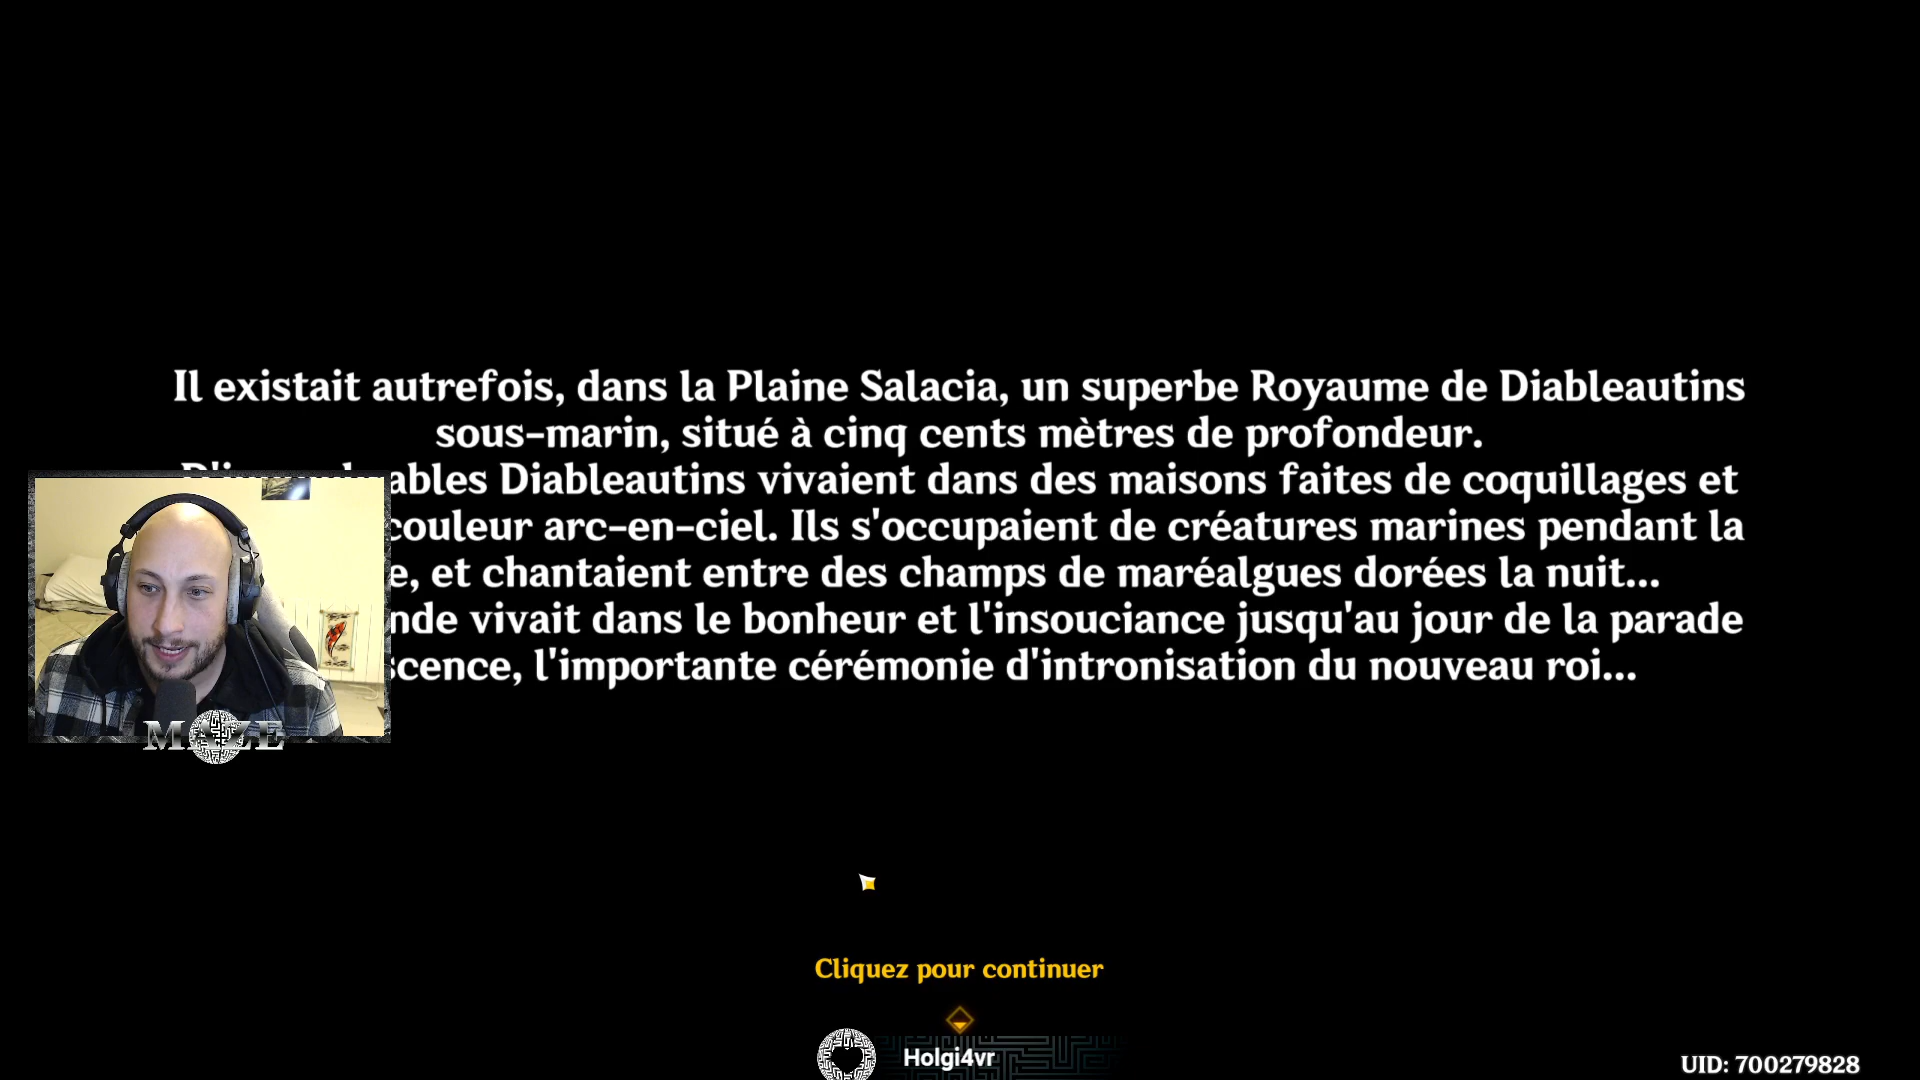 Il existait autrefois, dans la Plaine Salacia, un superbe Royaume de Diableautins
sous-marin, situé à cinq cents mètres de profondeur.
Diableautins vivaient dans des maisons faites de coquillages et
couleur arc-en-ciel. Ils s'occupaient de créatures marines pendant la
et chantaient entre des champs de maréalgues dorées la nuit...
vivait dans le bonheur et l'insouciance jusqu'au jour de la parade
l'importante cérémonie d'intronisation du nouveau roi...
MAZE
Cliquez pour continuer
Holgi4vr
UID: 700279828